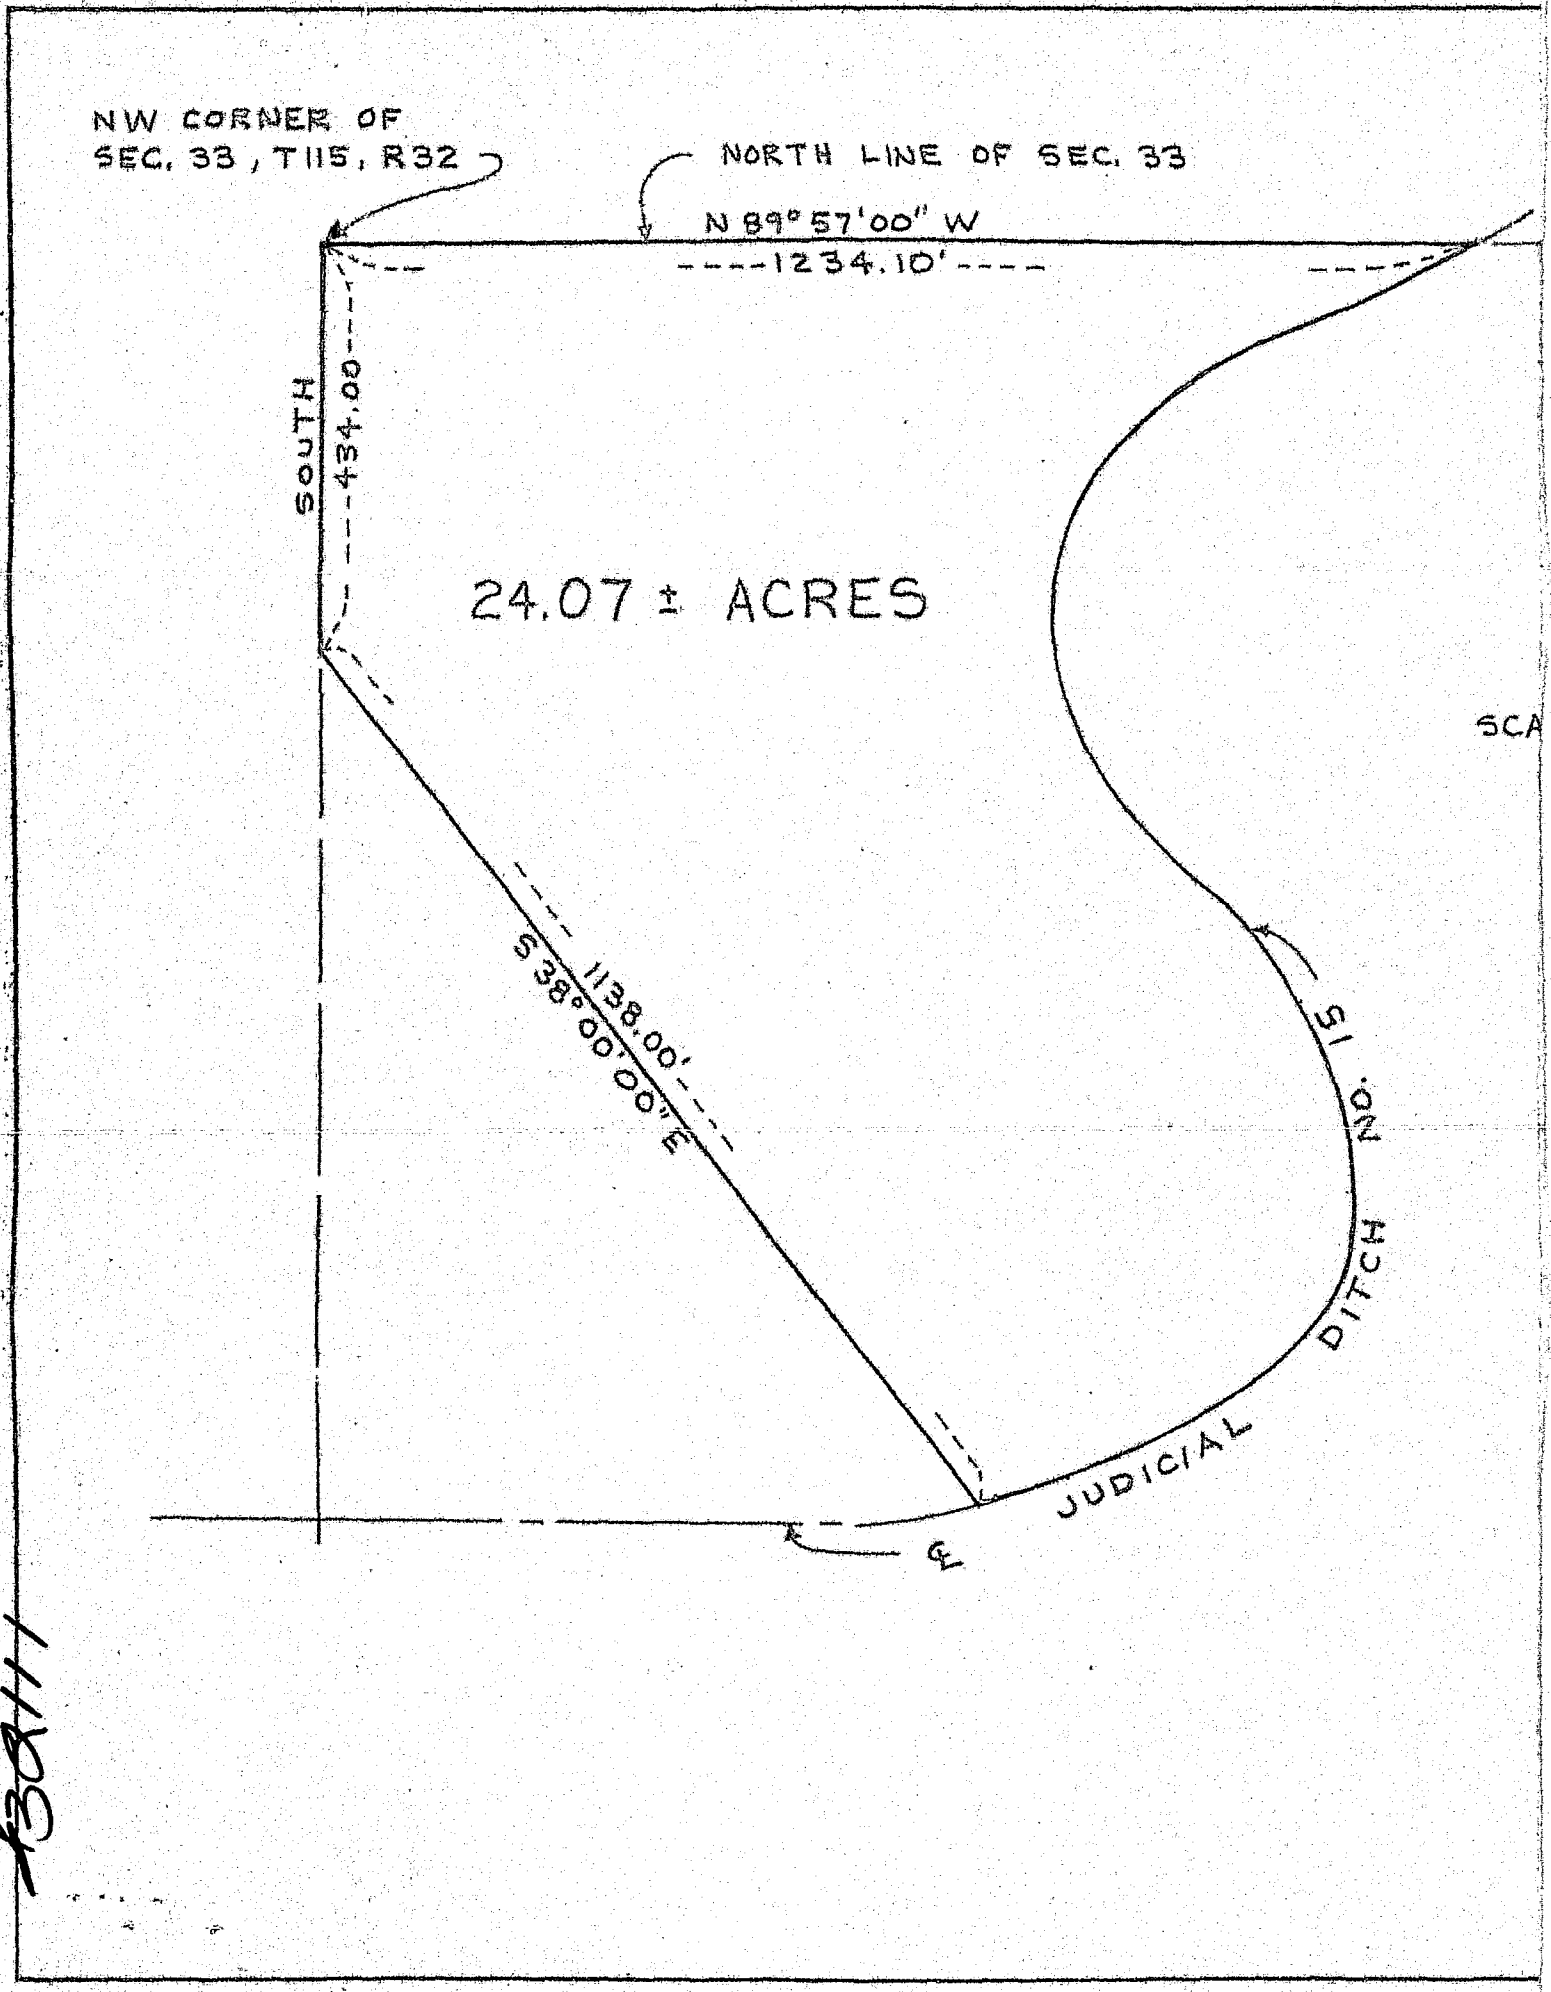 NW CORNER OF
SEC. 33, T115, R32
NORTH LINE OF SEC. 33
N 89° 57' 00" W
1234.10'
SOUTH
434.00
24.07 ± ACRES
SCA
1138.00'
S 38° 00' 00" E
JUDICIAL DITCH NO. 15
℄